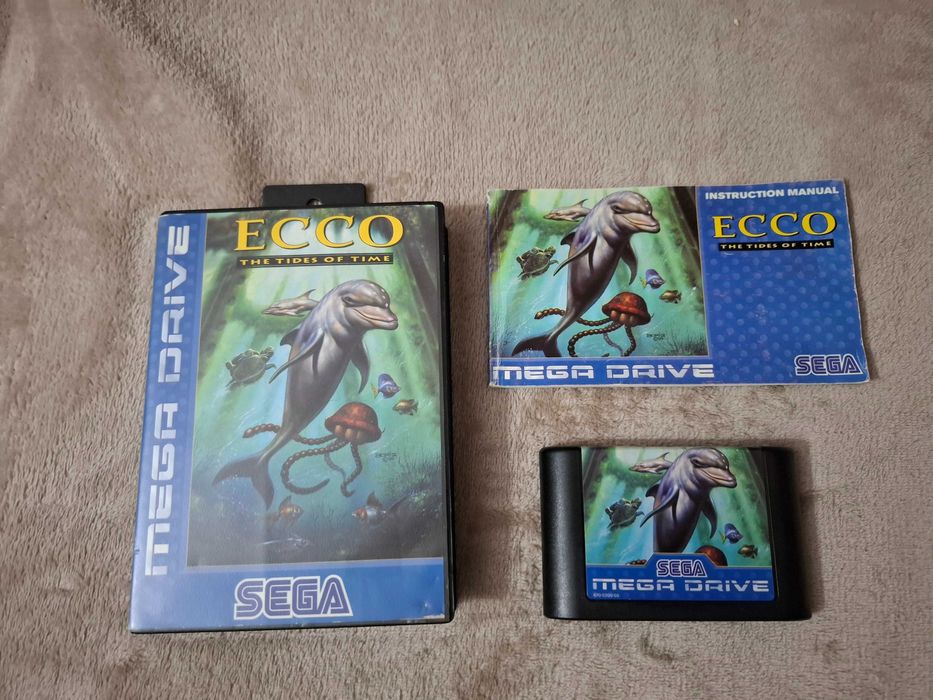 ECCO
THE TIDES OF TIME
MEGA DRIVE
SEGA
INSTRUCTION MANUAL
ECCO
THE TIDES OF TIME
MEGA DRIVE
SEGA
SEGA
MEGA DRIVE